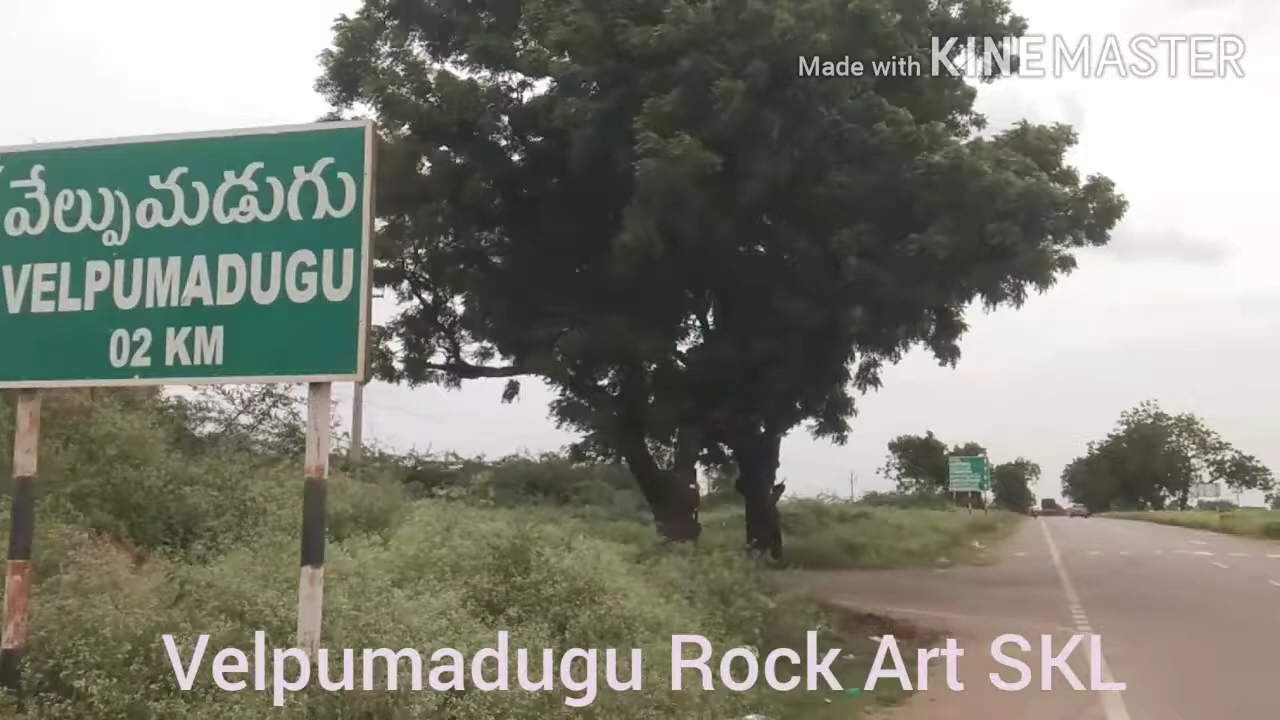 Made with KINEMASTER
వేల్పుమడుగు
VELPUMADUGU
02 KM
Velpumadugu Rock Art SKL